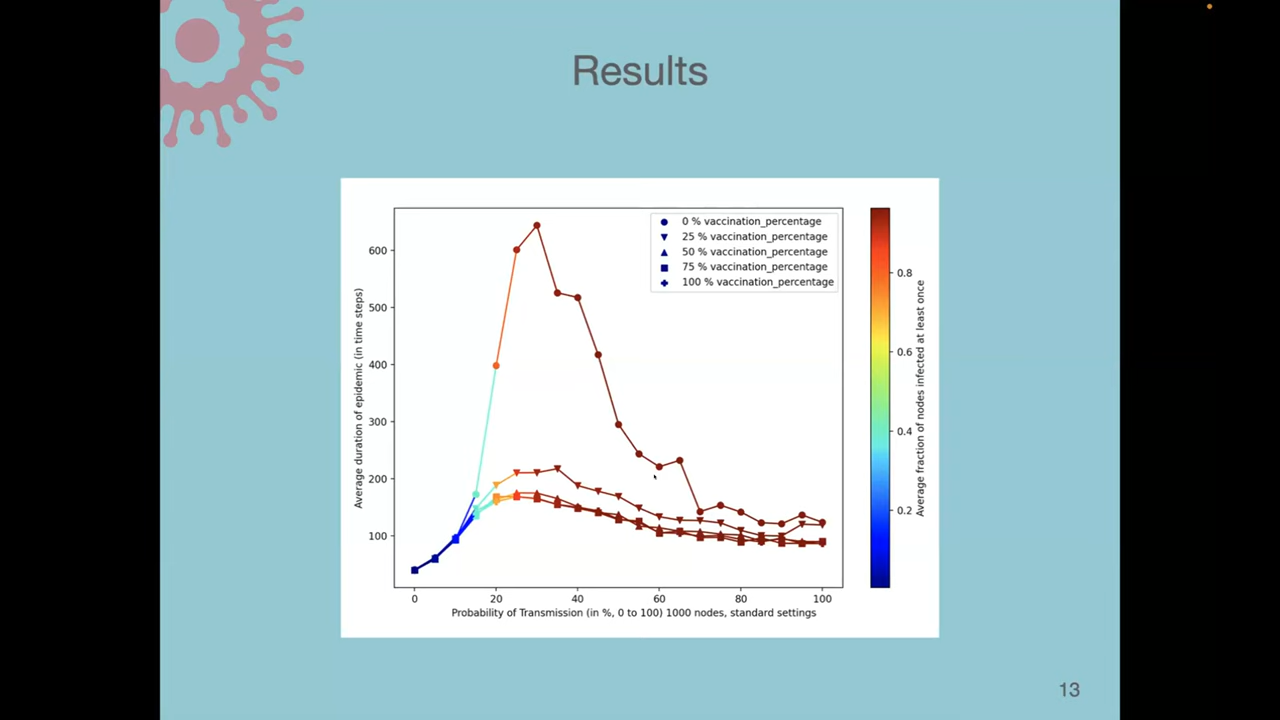 Results
0 % vaccination_percentage
25 % vaccination_percentage
50 % vaccination_percentage
75 % vaccination_percentage
100 % vaccination_percentage
600
500
400
300
200
100
Average duration of epidemic (in time steps)
0
20
40
60
80
100
Probability of Transmission (in %, 0 to 100) 1000 nodes, standard settings
0.8
0.6
0.4
0.2
Average fraction of nodes infected at least once
13